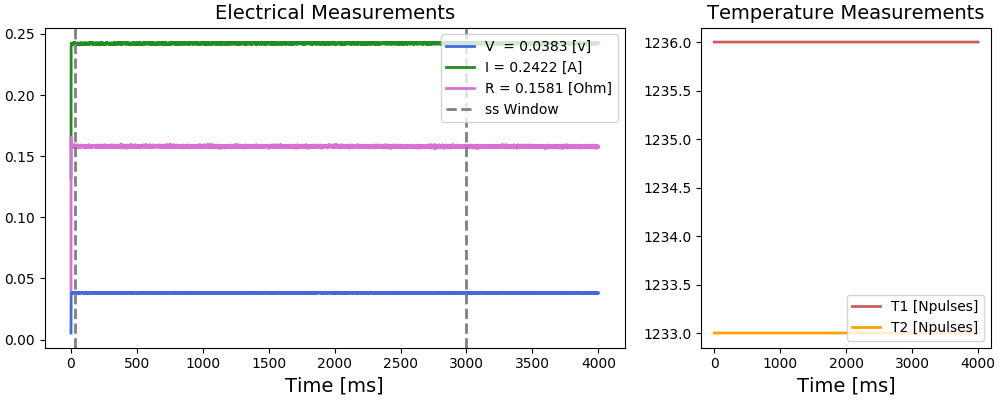 Electrical Measurements
0.25
0.20
0.15
0.10
0.05
0.00
V  = 0.0383 [v]
I = 0.2422 [A]
R = 0.1581 [Ohm]
ss Window
0
500
1000
1500
2000
2500
3000
3500
4000
Time [ms]
Temperature Measurements
1236.0
1235.5
1235.0
1234.5
1234.0
1233.5
1233.0
T1 [Npulses]
T2 [Npulses]
0
1000
2000
3000
4000
Time [ms]